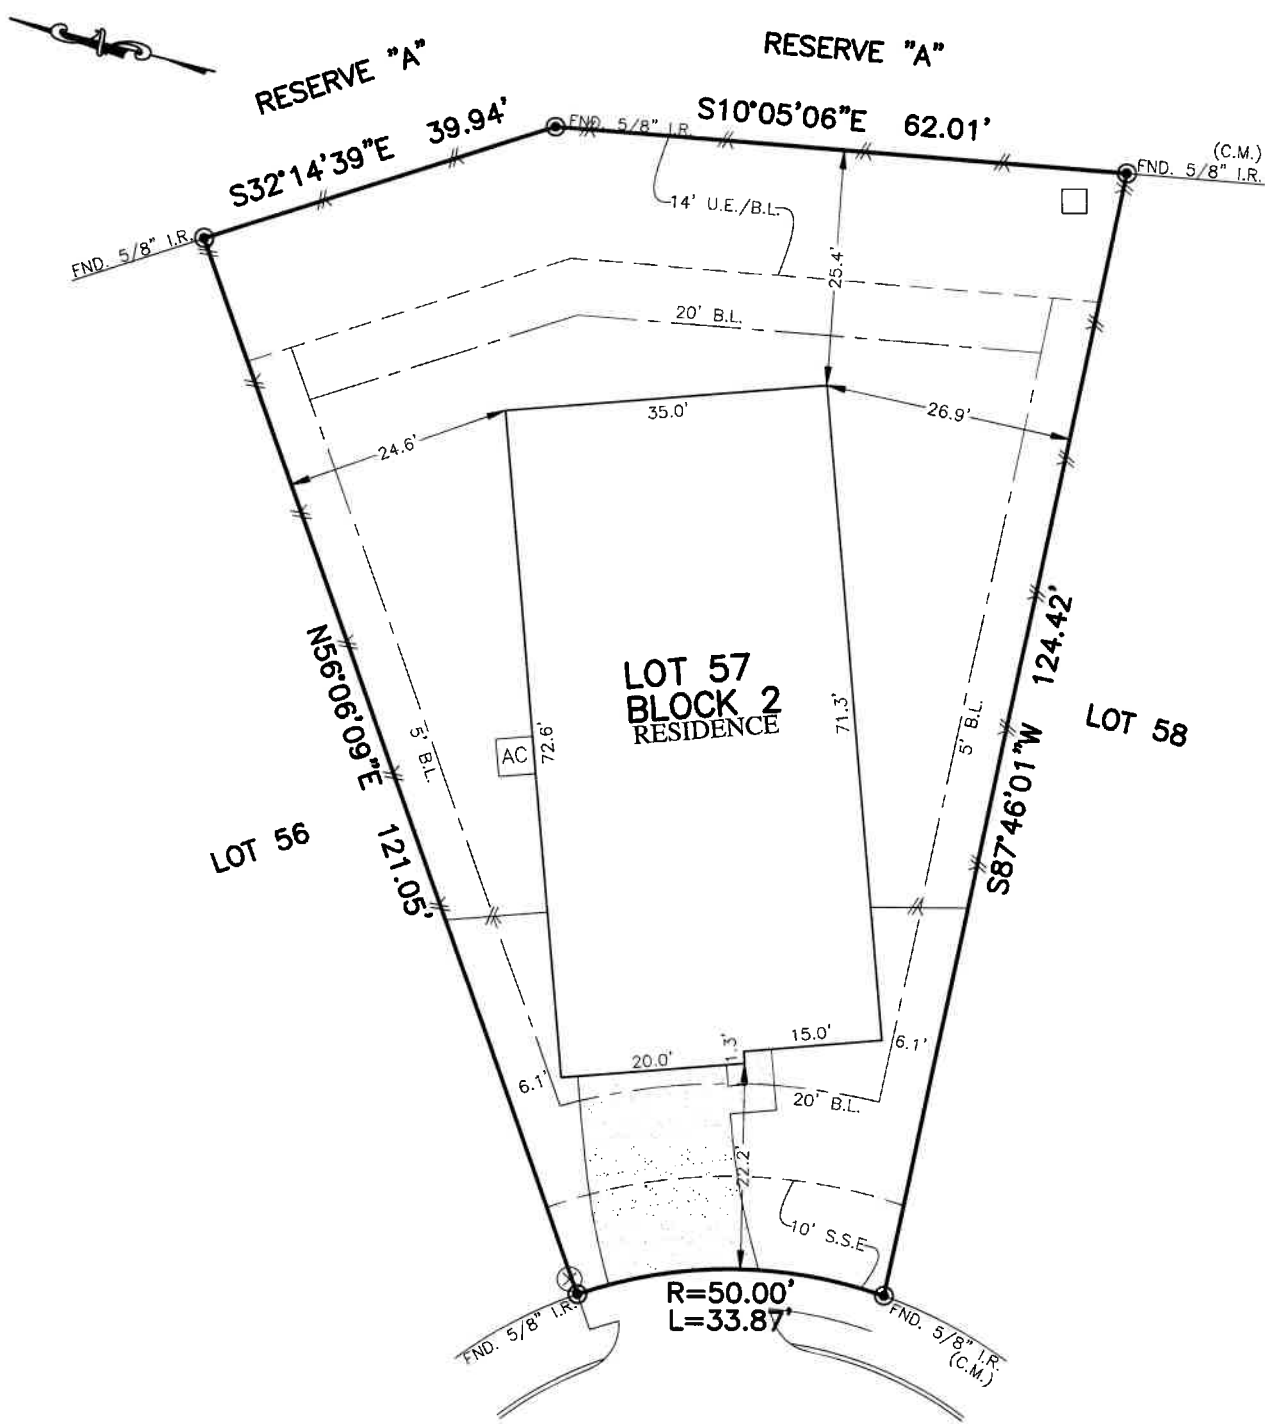 RESERVE "A"
RESERVE "A"
S32°14'39"E 39.94'
S10°05'06"E 62.01'
FND. 5/8" I.R.
(C.M.)
FND. 5/8" I.R.
FND. 5/8" I.R.
14' U.E./B.L.
25.4'
20' B.L.
35.0'
26.9'
24.6'
N56°06'09"E 121.05'
S87°46'01"W 124.42'
LOT 57
BLOCK 2
RESIDENCE
71.3'
72.6'
AC
5' B.L.
5' B.L.
LOT 58
LOT 56
20.0'
1.3'
15.0'
6.1'
6.1'
20' B.L.
22.2'
10' S.S.E
R=50.00'
L=33.87'
FND. 5/8" I.R.
FND. 5/8" I.R.
(C.M.)